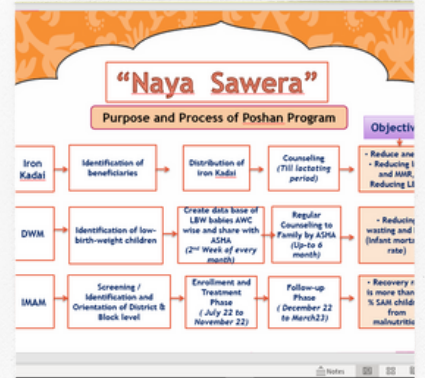 “Naya Sawera”
Purpose and Process of Poshan Program
Objectiv
Iron
Kadai
Identification of
beneficiaries
Distribution of
Iron Kadai
Counseling
(Till lactating
period)
• Reduce ane
• Reducing
and MMR,
Reducing
DWM
Identification of low-
birth-weight children
Create data base of
LBW babies AWC
wise and share with
ASHA
(2nd Week of every
month)
Regular
Counseling to
Family by ASHA
(Up-to 6
month)
• Reducing
wasting and
(Infant morta
rate)
IMAM
Screening /
Identification and
Orientation of District &
Block level
Enrollment and
Treatment
Phase
( July 22 to
November 22)
Follow-up
Phase
( December 22
to March23)
• Recovery r
is more than
% SAM child
from
malnutritic
Notes